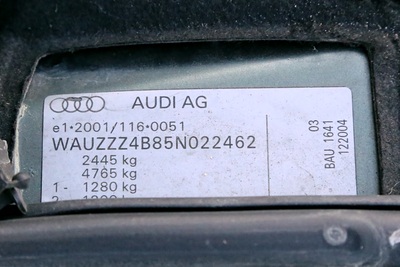 AUDI AG
e1*2001/116*0051
WAUZZZ4B85N022462
2445 kg
4765 kg
1- 1280 kg
03
BAU 1641
122004